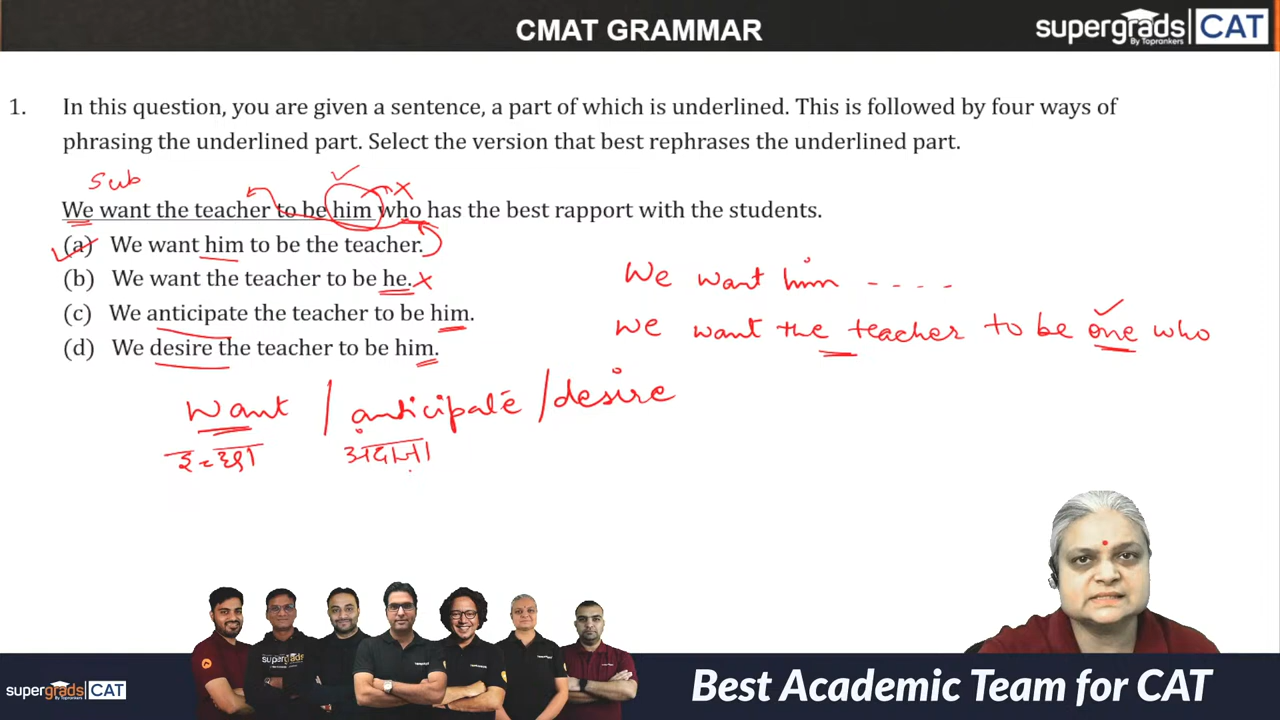 CMAT GRAMMAR
supergrads
By Toprankers
CAT
1. In this question, you are given a sentence, a part of which is underlined. This is followed by four ways of
phrasing the underlined part. Select the version that best rephrases the underlined part.
Sub
We want the teacher to be him who has the best rapport with the students.
(a) We want him to be the teacher.
(b) We want the teacher to be he.
(c) We anticipate the teacher to be him.
(d) We desire the teacher to be him.
We want him ----
We want the teacher to be one who
want / anticipate / desire
supergrads CAT
Best Academic Team for CAT